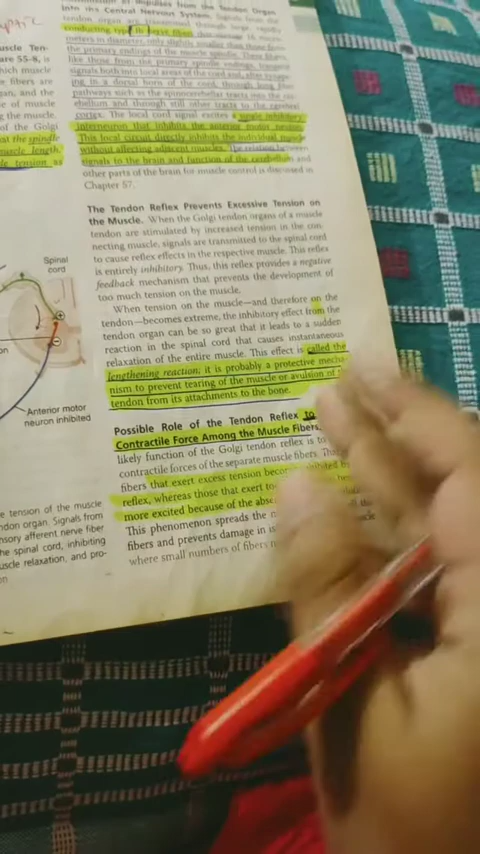 uscle Ten-
are 55-8, is
hich muscle
e fibers are
gan, and the
e of muscle
g the muscle,
of the Golgi
at the spindle
muscle length,
le tension as
Spinal
cord
Anterior motor
neuron inhibited
e tension of the muscle
ndon organ. Signals from
nsory afferent nerve fiber
he spinal cord, inhibiting
uscle relaxation, and pro-
on
into the Central Nervous System. Signals from the
tendon organ are transmitted through large, rapidly
conducting type Ib nerve fibers that average 16 micro-
meters in diameter, only slightly smaller than those from
the primary endings of the muscle spindle. These fibers,
like those from the primary spindle endings, transmit
signals both into local areas of the cord and, after synaps-
ing in a dorsal horn of the cord, through long fiber
pathways such as the spinocerebellar tracts into the cer-
ebellum and through still other tracts to the cerebral
cortex. The local cord signal excites a single inhibitory
interneuron that inhibits the anterior motor neuron.
This local circuit directly inhibits the individual muscle
without affecting adjacent muscles. The relation between
signals to the brain and function of the cerebellum and
other parts of the brain for muscle control is discussed in
Chapter 57.
The Tendon Reflex Prevents Excessive Tension on
the Muscle. When the Golgi tendon organs of a muscle
tendon are stimulated by increased tension in the con-
necting muscle, signals are transmitted to the spinal cord
to cause reflex effects in the respective muscle. This reflex
is entirely inhibitory. Thus, this reflex provides a negative
feedback mechanism that prevents the development of
too much tension on the muscle.
When tension on the muscle—and therefore on the
tendon—becomes extreme, the inhibitory effect from the
tendon organ can be so great that it leads to a sudden
reaction in the spinal cord that causes instantaneous
relaxation of the entire muscle. This effect is called the
lengthening reaction; it is probably a protective mecha-
nism to prevent tearing of the muscle or avulsion of
tendon from its attachments to the bone.
Possible Role of the Tendon Reflex to
Contractile Force Among the Muscle Fibers.
likely function of the Golgi tendon reflex is to
contractile forces of the separate muscle fibers.
fibers that exert excess tension become inhibited
reflex, whereas those that exert too
more excited because of the
This phenomenon spreads the
fibers and prevents damage in
where small numbers of fibers